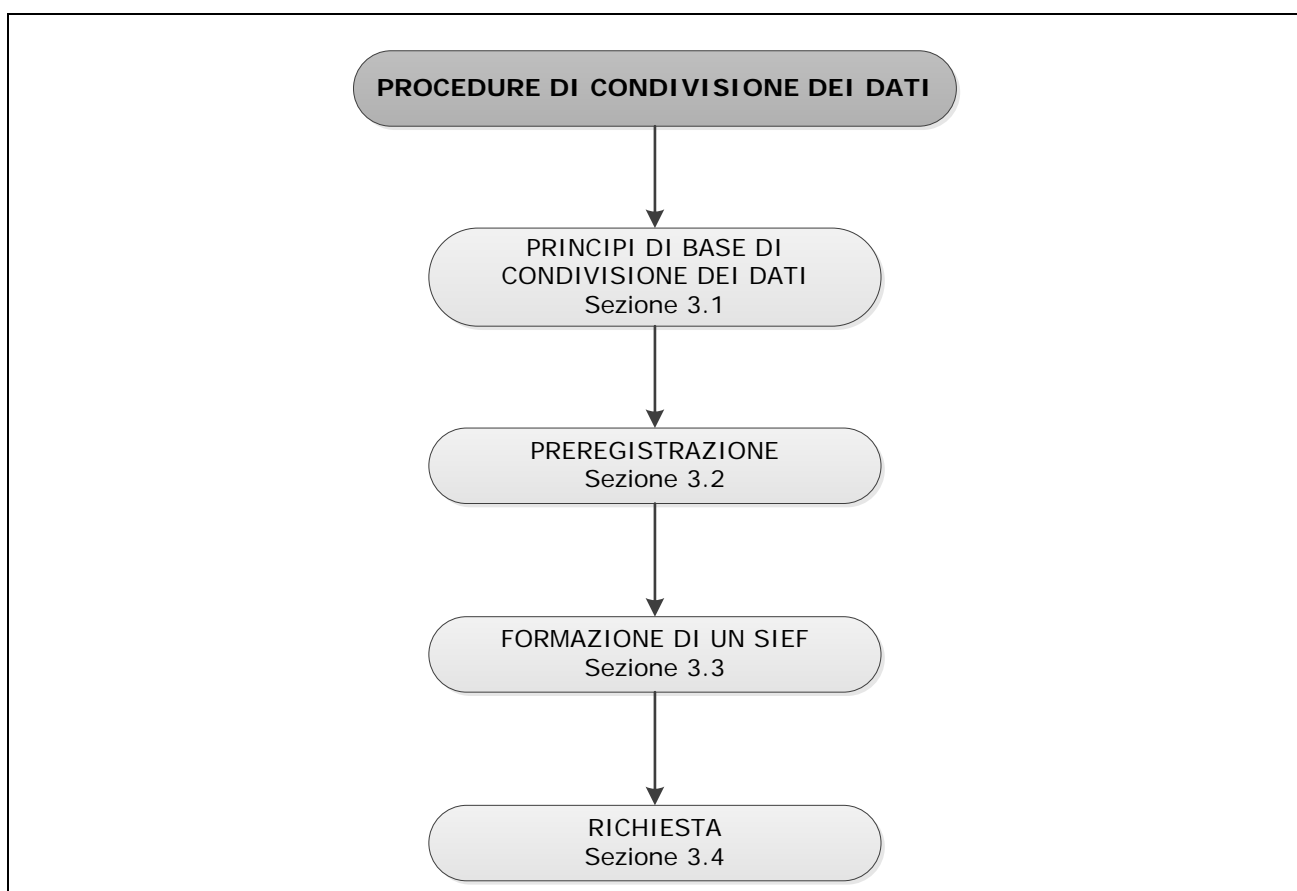 PROCEDURE DI CONDIVISIONE DEI DATI
PRINCIPI DI BASE DI
CONDIVISIONE DEI DATI
Sezione 3.1
PREREGISTRAZIONE
Sezione 3.2
FORMAZIONE DI UN SIEF
Sezione 3.3
RICHIESTA
Sezione 3.4